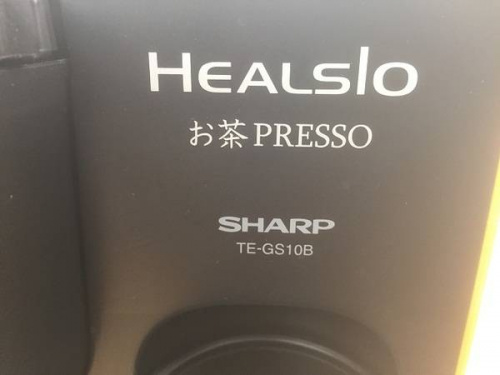 HEALSIO
お茶PRESSO
SHARP
TE-GS10B